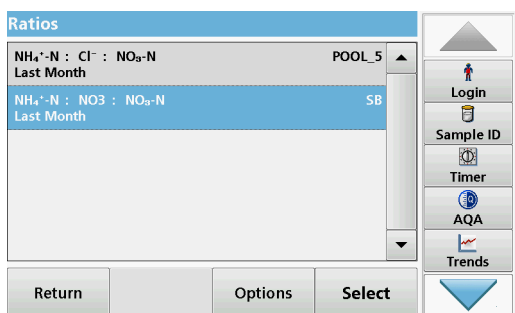 Ratios
NH₄⁺-N : Cl⁻ : NO₃-N POOL_5
Last Month
NH₄⁺-N : NO3 : NO₃-N SB
Last Month
Login
Sample ID
Timer
AQA
Trends
Return
Options
Select